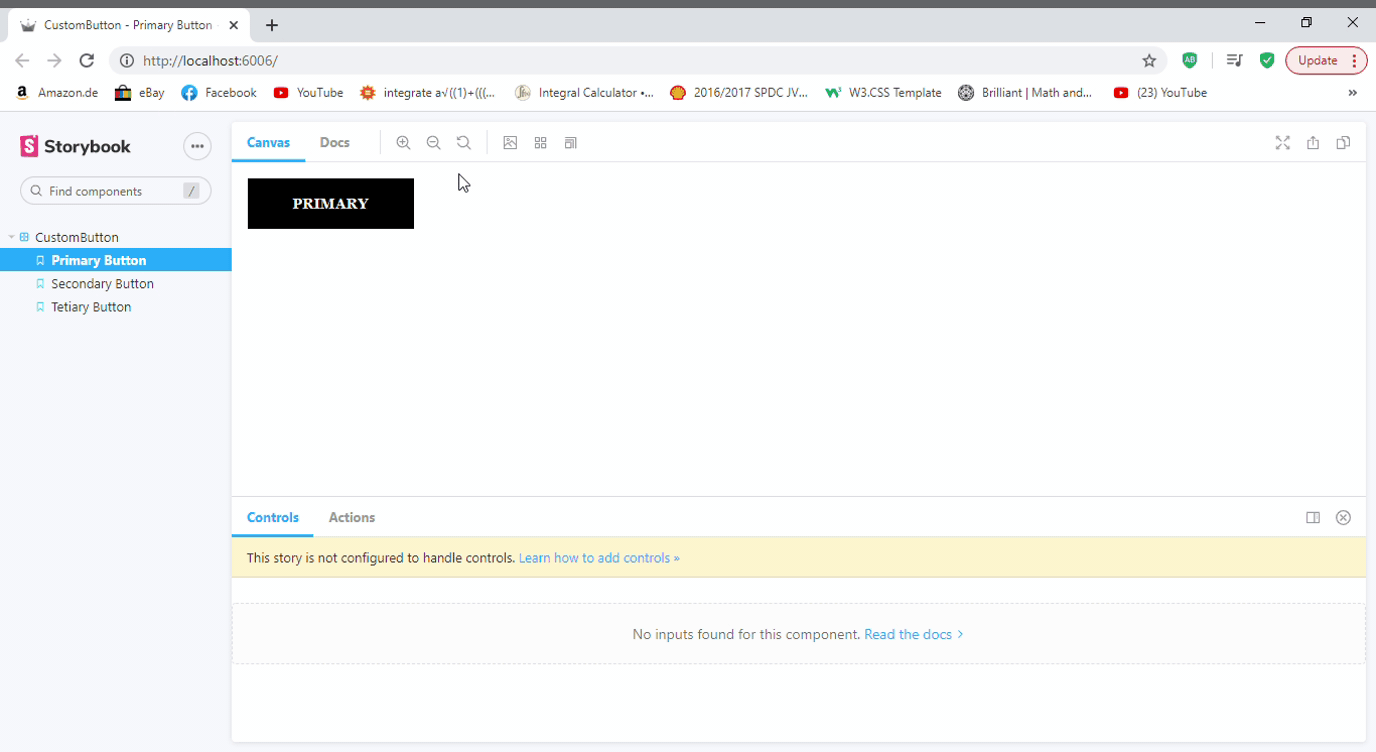 CustomButton - Primary Button
http://localhost:6006/
AB
Update
Amazon.de eBay Facebook YouTube integrate a√((1)+(((... Integral Calculator •... 2016/2017 SPDC JV... W3.CSS Template Brilliant | Math and... (23) YouTube »
Storybook
Find components /
CustomButton
Primary Button
Secondary Button
Tetiary Button
Canvas Docs
PRIMARY
Controls Actions
This story is not configured to handle controls. Learn how to add controls »
No inputs found for this component. Read the docs